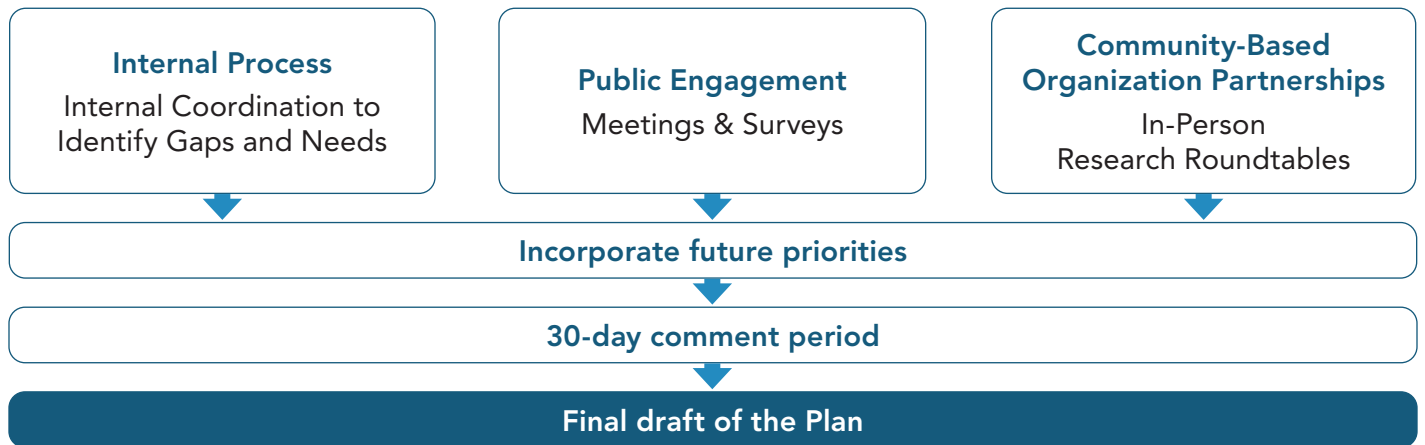 Internal Process
Internal Coordination to
Identify Gaps and Needs
Public Engagement
Meetings & Surveys
Community-Based
Organization Partnerships
In-Person
Research Roundtables
Incorporate future priorities
30-day comment period
Final draft of the Plan